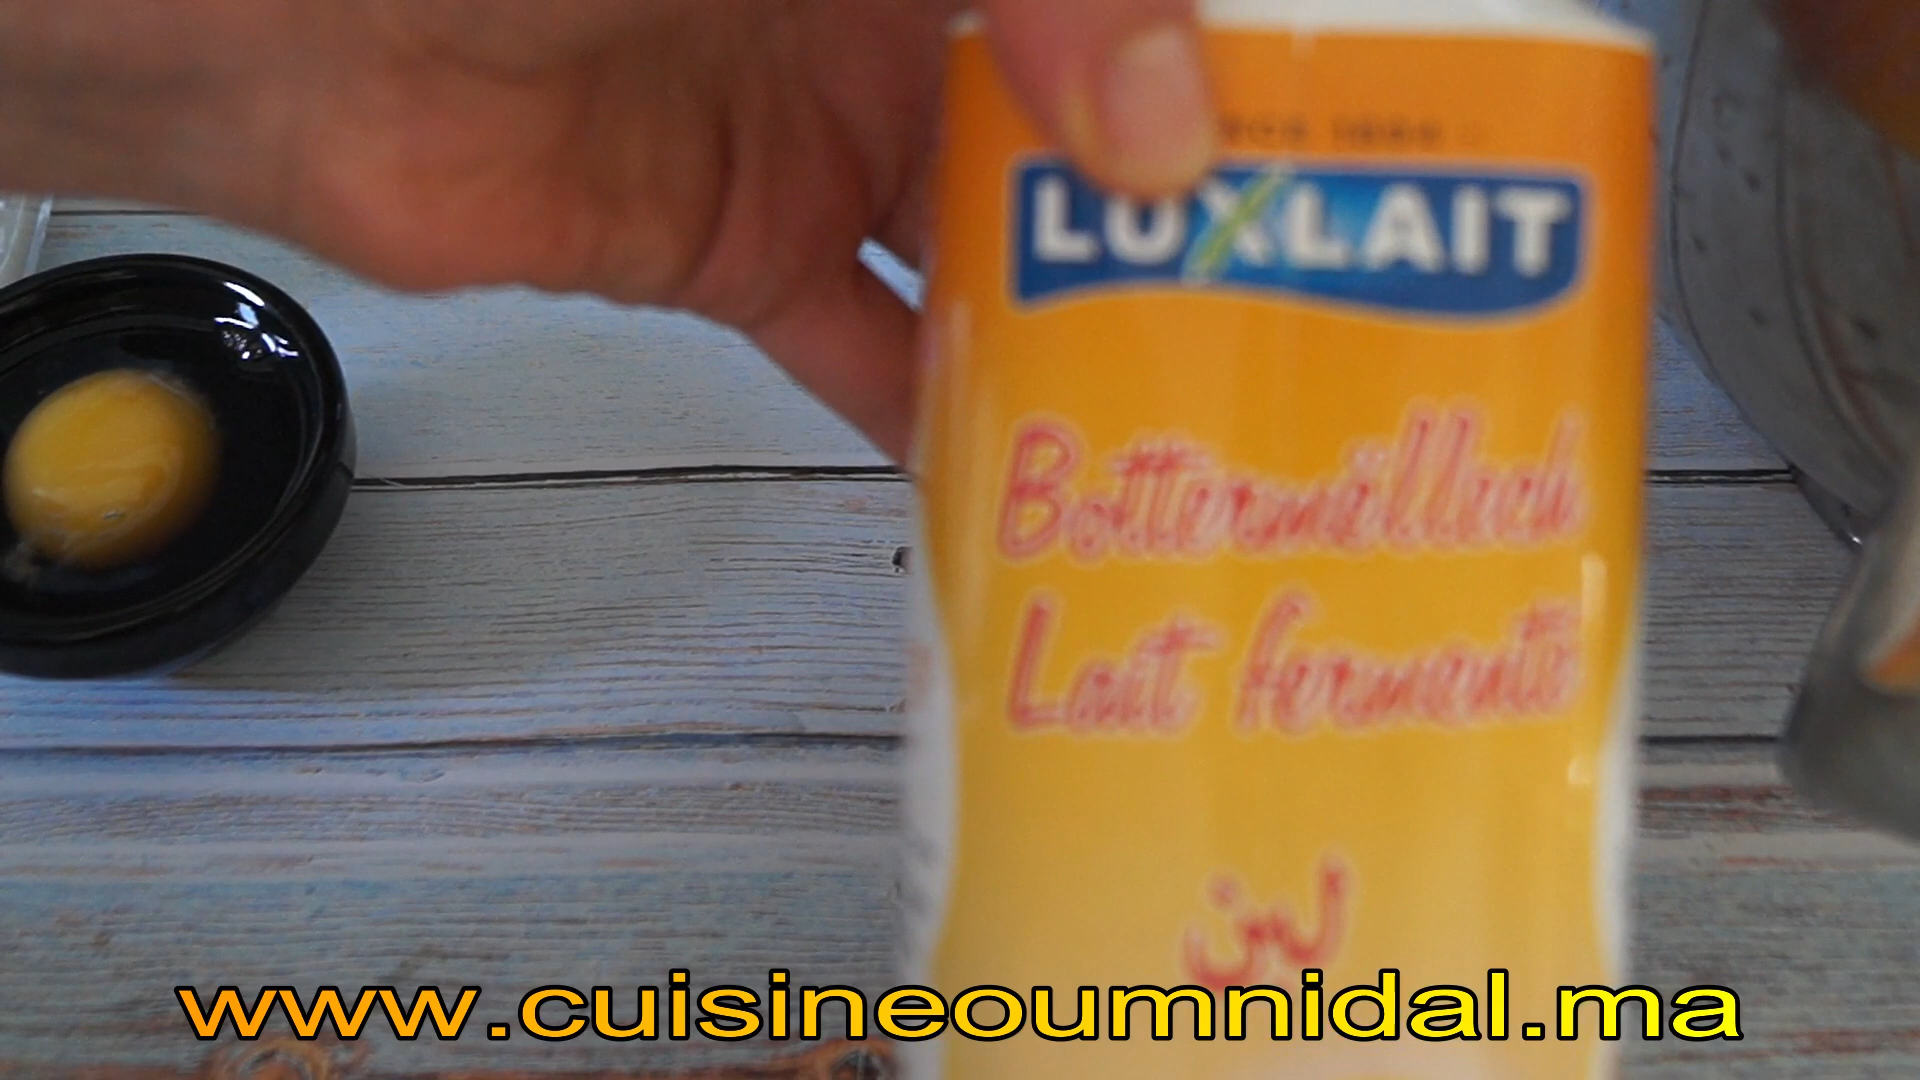 LUXLAIT
Bottermëllech
Lait fermenté
لبن
www.cuisineoumnidal.ma